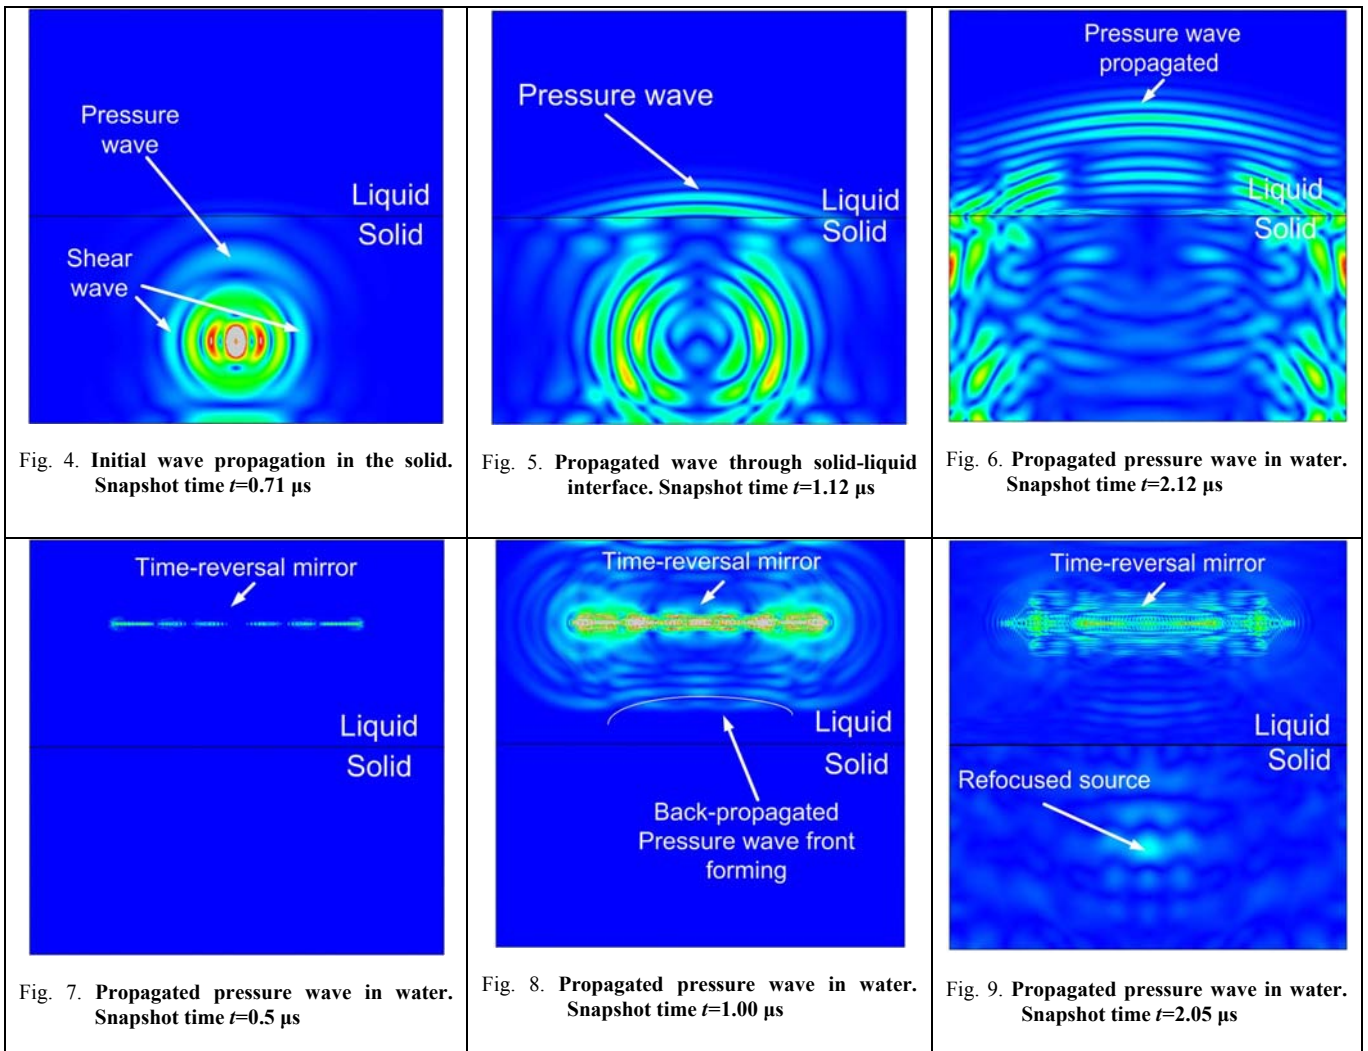 Pressure
wave
Liquid
Solid
Shear
wave
Fig. 4. Initial wave propagation in the solid.
Snapshot time t=0.71 μs
Pressure wave
Liquid
Solid
Fig. 5. Propagated wave through solid-liquid
interface. Snapshot time t=1.12 μs
Pressure wave
propagated
Liquid
Solid
Fig. 6. Propagated pressure wave in water.
Snapshot time t=2.12 μs
Time-reversal mirror
Liquid
Solid
Fig. 7. Propagated pressure wave in water.
Snapshot time t=0.5 μs
Time-reversal mirror
Liquid
Solid
Back-propagated
Pressure wave front
forming
Fig. 8. Propagated pressure wave in water.
Snapshot time t=1.00 μs
Time-reversal mirror
Liquid
Solid
Refocused source
Fig. 9. Propagated pressure wave in water.
Snapshot time t=2.05 μs